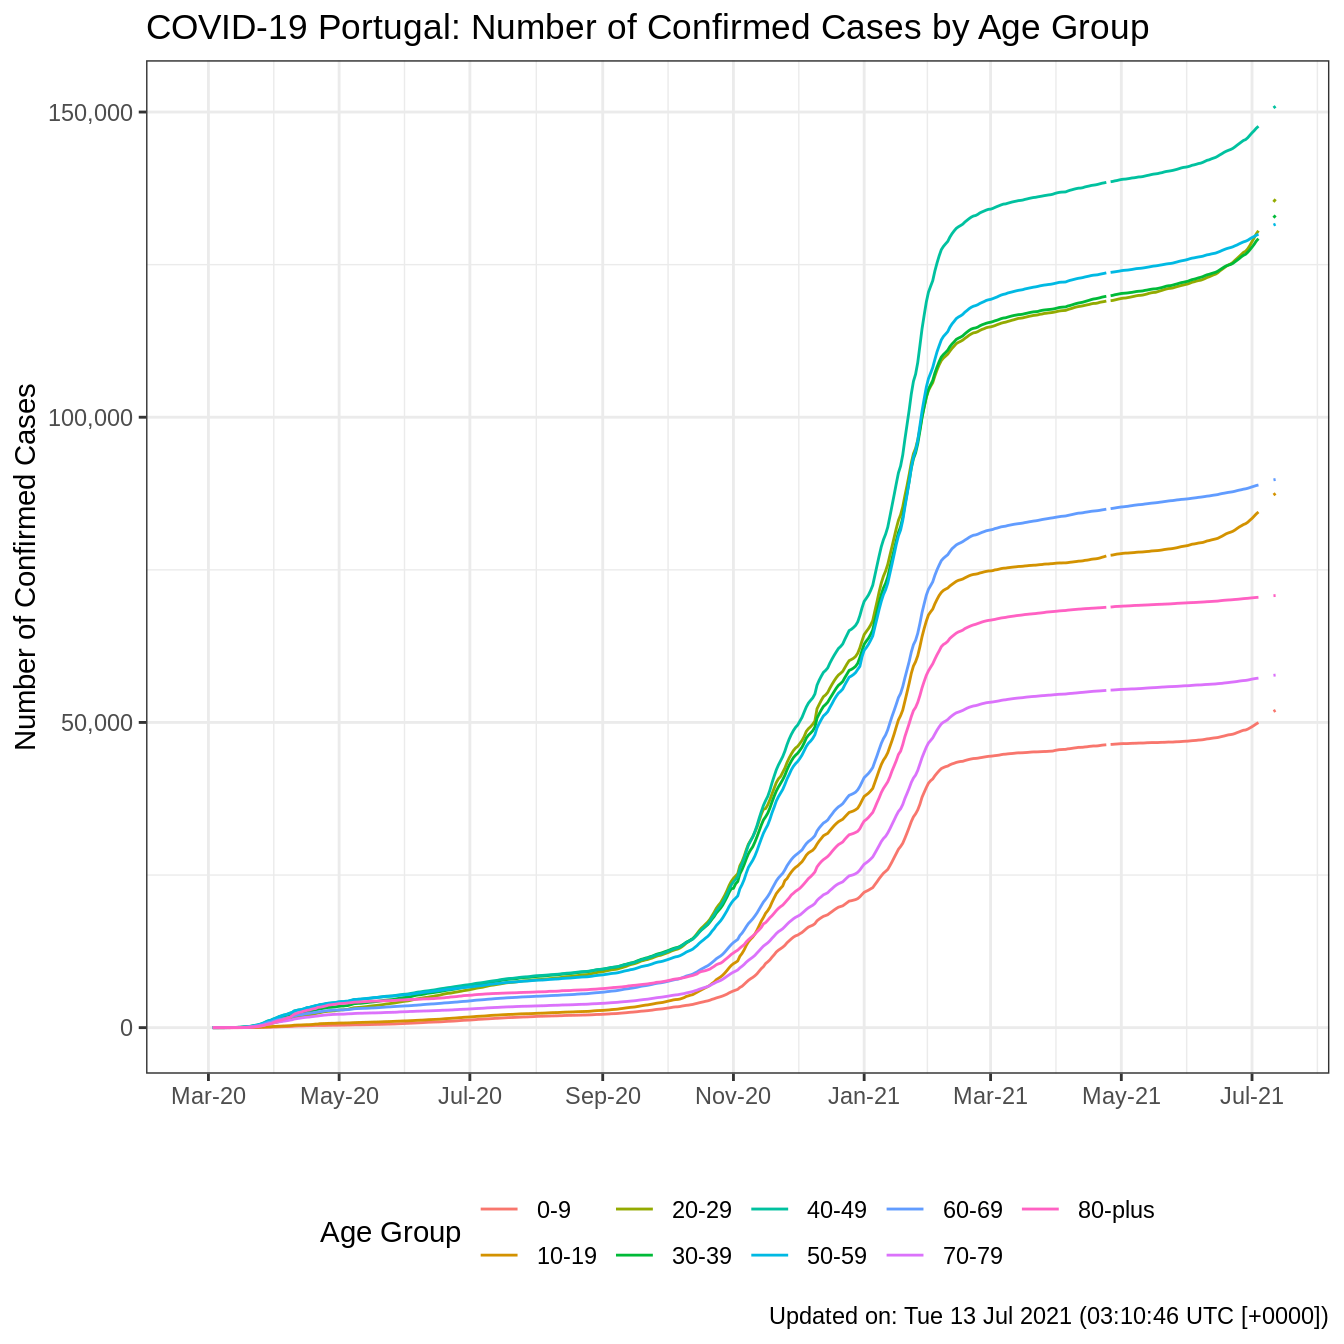 COVID-19 Portugal: Number of Confirmed Cases by Age Group
Number of Confirmed Cases
150,000
100,000
50,000
0
Mar-20 May-20 Jul-20 Sep-20 Nov-20 Jan-21 Mar-21 May-21 Jul-21
Age Group
0-9 20-29 40-49 60-69 80-plus
10-19 30-39 50-59 70-79
Updated on: Tue 13 Jul 2021 (03:10:46 UTC [+0000])